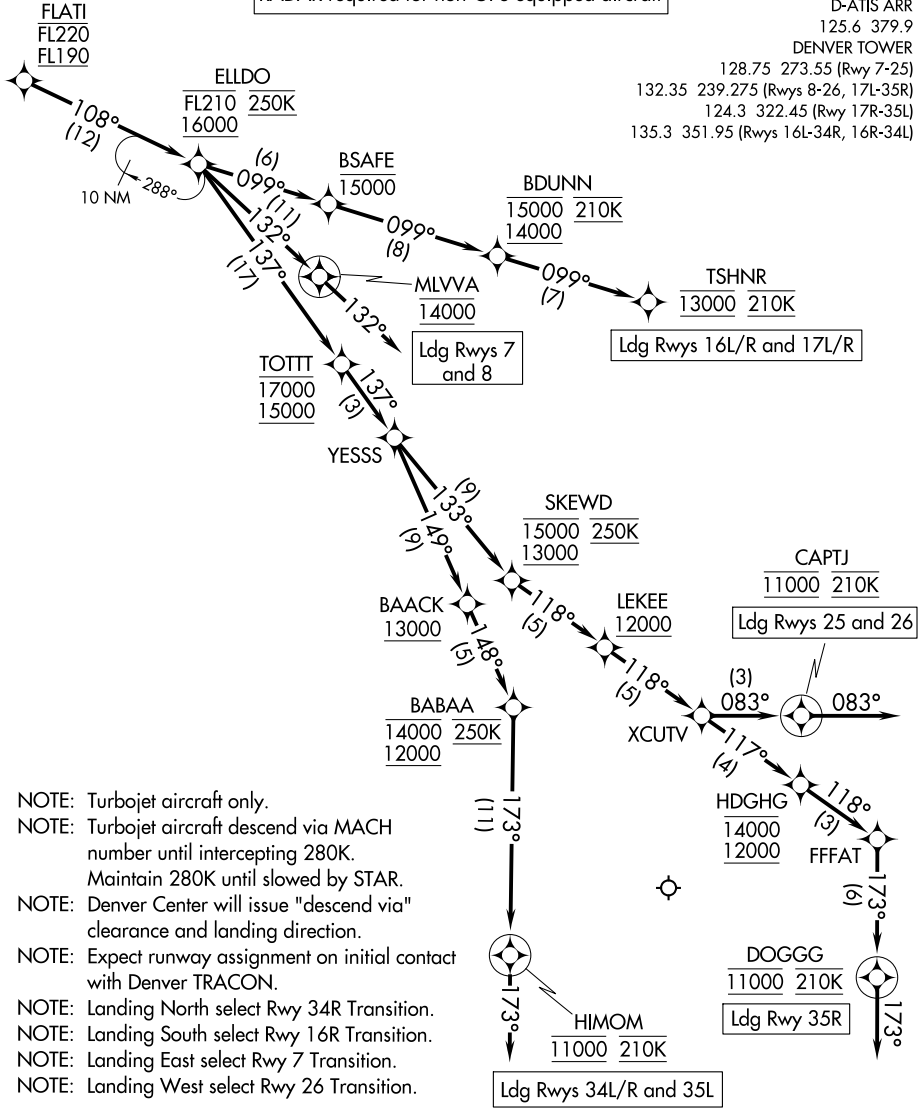 RADAR required for non-GPS equipped aircraft
D-ATIS ARR
125.6 379.9
DENVER TOWER
128.75 273.55 (Rwy 7-25)
132.35 239.275 (Rwys 8-26, 17L-35R)
124.3 322.45 (Rwy 17R-35L)
135.3 351.95 (Rwys 16L-34R, 16R-34L)
FLATI
FL220
FL190
108°
(12)
ELLDO
FL210 250K
16000
10 NM
288°
(6)
099°
BSAFE
15000
099°
(8)
BDUNN
15000 210K
14000
099°
(7)
TSHNR
13000 210K
Ldg Rwys 16L/R and 17L/R
(11)
132°
MLVVA
14000
132°
Ldg Rwys 7
and 8
137°
(17)
TOTTT
17000
15000
137°
(3)
YESSS
(9)
133°
149°
(9)
SKEWD
15000 250K
13000
118°
(5)
LEKEE
12000
118°
(5)
XCUTV
CAPTJ
11000 210K
Ldg Rwys 25 and 26
(3)
083°
083°
117°
(4)
HDGHG
14000
12000
118°
(3)
FFFAT
173°
(6)
DOGGG
11000 210K
Ldg Rwy 35R
173°
BAACK
13000
148°
(5)
BABAA
14000 250K
12000
173°
(11)
173°
HIMOM
11000 210K
Ldg Rwys 34L/R and 35L
NOTE: Turbojet aircraft only.
NOTE: Turbojet aircraft descend via MACH
number until intercepting 280K.
Maintain 280K until slowed by STAR.
NOTE: Denver Center will issue "descend via"
clearance and landing direction.
NOTE: Expect runway assignment on initial contact
with Denver TRACON.
NOTE: Landing North select Rwy 34R Transition.
NOTE: Landing South select Rwy 16R Transition.
NOTE: Landing East select Rwy 7 Transition.
NOTE: Landing West select Rwy 26 Transition.